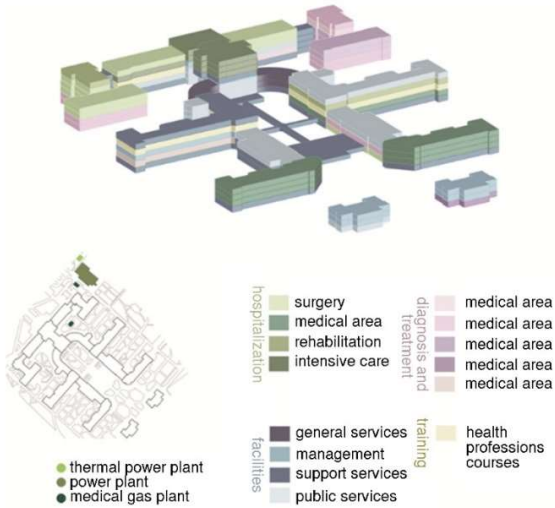 hospitalization
surgery
medical area
rehabilitation
intensive care
diagnosis and
treatment
medical area
medical area
medical area
medical area
medical area
facilities
general services
management
support services
public services
training
health
professions
courses
thermal power plant
power plant
medical gas plant